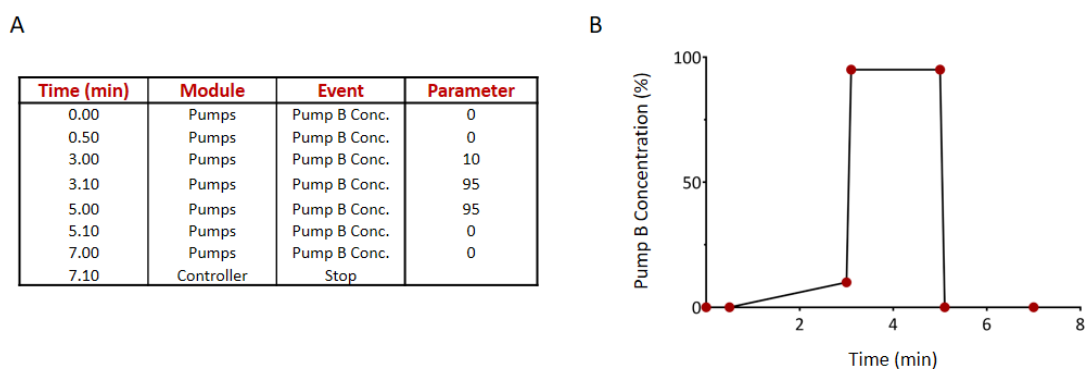 A
Time (min) Module Event Parameter
0.00 Pumps Pump B Conc. 0
0.50 Pumps Pump B Conc. 0
3.00 Pumps Pump B Conc. 10
3.10 Pumps Pump B Conc. 95
5.00 Pumps Pump B Conc. 95
5.10 Pumps Pump B Conc. 0
7.00 Pumps Pump B Conc. 0
7.10 Controller Stop
B
Pump B Concentration (%)
100
50
0
2 4 6 8
Time (min)